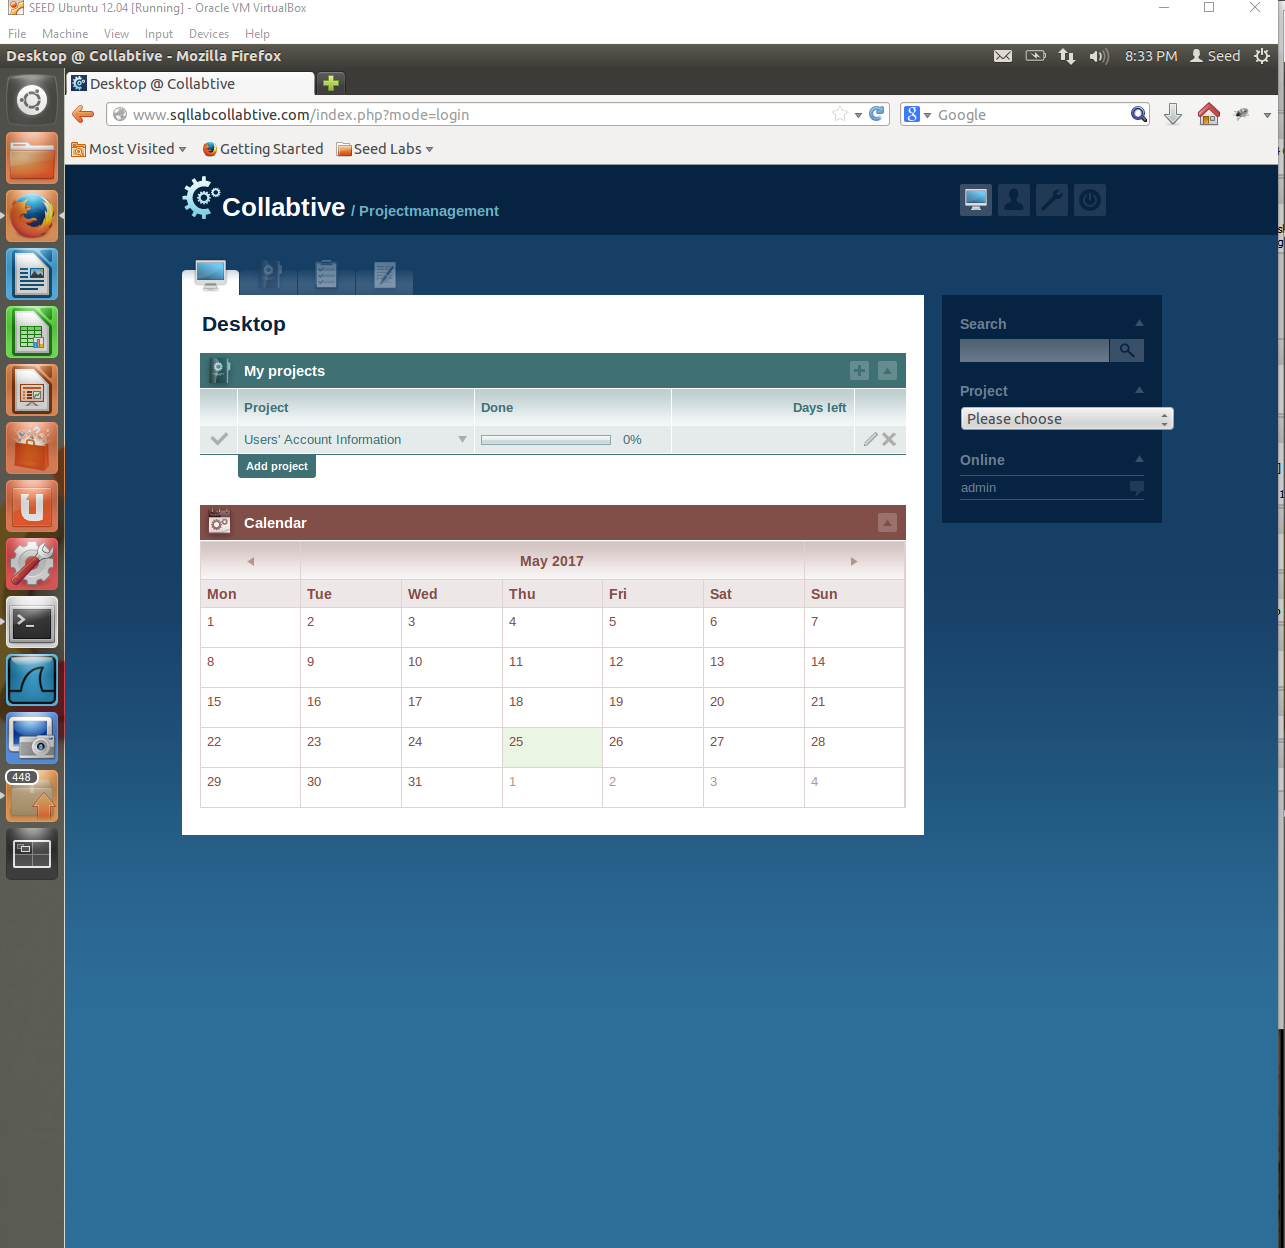 SEED Ubuntu 12.04 [Running] - Oracle VM VirtualBox
File Machine View Input Devices Help
Desktop @ Collabtive - Mozilla Firefox 8:33 PM Seed
Desktop @ Collabtive
www.sqllabcollabtive.com/index.php?mode=login Google
Most Visited Getting Started Seed Labs
Collabtive / Projectmanagement
Desktop
My projects
Project Done Days left
Users' Account Information 0%
Add project
Calendar
May 2017
Mon Tue Wed Thu Fri Sat Sun
1 2 3 4 5 6 7
8 9 10 11 12 13 14
15 16 17 18 19 20 21
22 23 24 25 26 27 28
29 30 31 1 2 3 4
Search
Project
Please choose
Online
admin
448